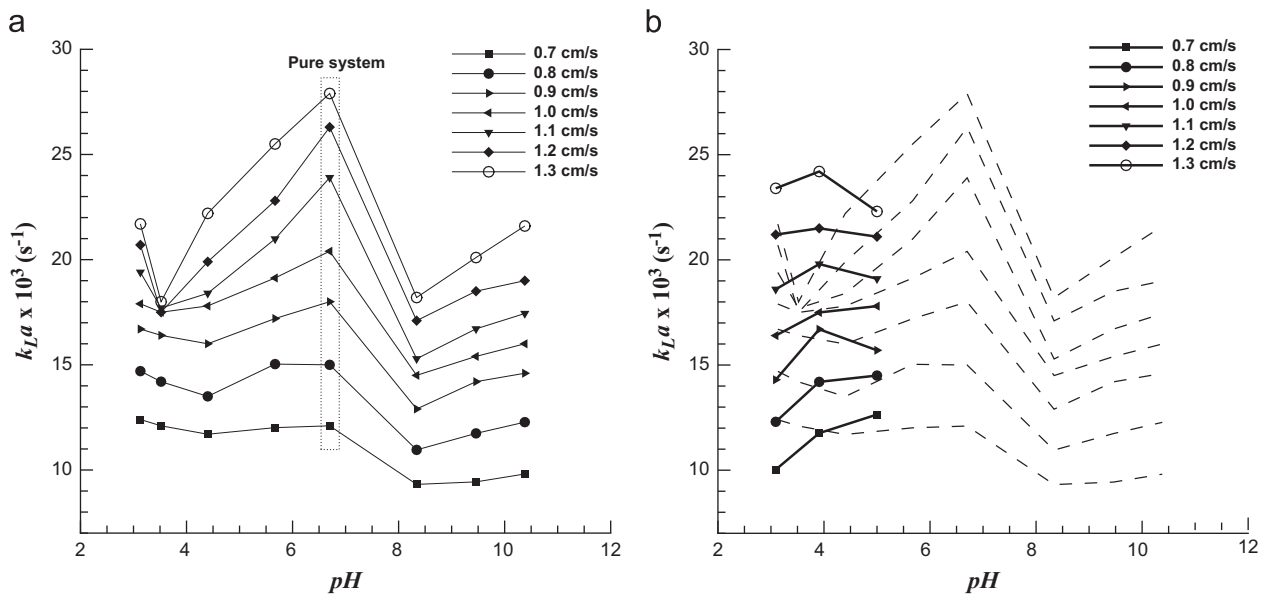 a
30
25
20
15
10
2
4
6
8
10
12
kLa x 10³ (s⁻¹)
pH
Pure system
0.7 cm/s
0.8 cm/s
0.9 cm/s
1.0 cm/s
1.1 cm/s
1.2 cm/s
1.3 cm/s
b
30
25
20
15
10
2
4
6
8
10
12
kLa x 10³ (s⁻¹)
pH
0.7 cm/s
0.8 cm/s
0.9 cm/s
1.0 cm/s
1.1 cm/s
1.2 cm/s
1.3 cm/s